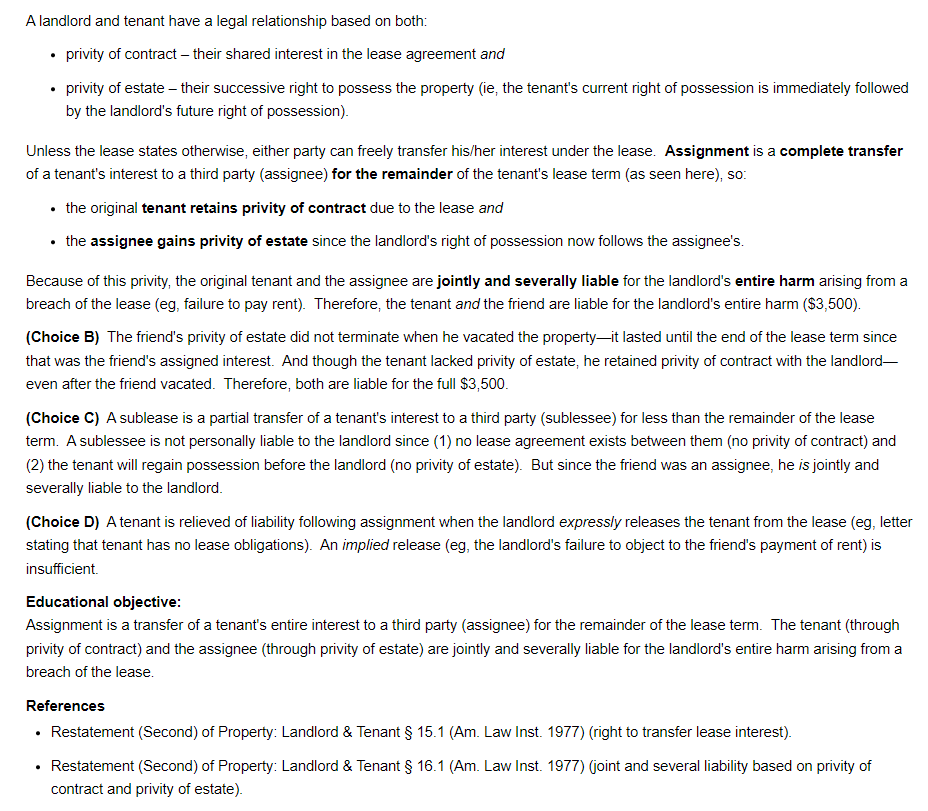 A landlord and tenant have a legal relationship based on both:
• privity of contract – their shared interest in the lease agreement and
• privity of estate – their successive right to possess the property (ie, the tenant's current right of possession is immediately followed
by the landlord's future right of possession).
Unless the lease states otherwise, either party can freely transfer his/her interest under the lease. Assignment is a complete transfer
of a tenant's interest to a third party (assignee) for the remainder of the tenant's lease term (as seen here), so:
• the original tenant retains privity of contract due to the lease and
• the assignee gains privity of estate since the landlord's right of possession now follows the assignee's.
Because of this privity, the original tenant and the assignee are jointly and severally liable for the landlord's entire harm arising from a
breach of the lease (eg, failure to pay rent). Therefore, the tenant and the friend are liable for the landlord's entire harm ($3,500).
(Choice B) The friend's privity of estate did not terminate when he vacated the property—it lasted until the end of the lease term since
that was the friend's assigned interest. And though the tenant lacked privity of estate, he retained privity of contract with the landlord—
even after the friend vacated. Therefore, both are liable for the full $3,500.
(Choice C) A sublease is a partial transfer of a tenant's interest to a third party (sublessee) for less than the remainder of the lease
term. A sublessee is not personally liable to the landlord since (1) no lease agreement exists between them (no privity of contract) and
(2) the tenant will regain possession before the landlord (no privity of estate). But since the friend was an assignee, he is jointly and
severally liable to the landlord.
(Choice D) A tenant is relieved of liability following assignment when the landlord expressly releases the tenant from the lease (eg, letter
stating that tenant has no lease obligations). An implied release (eg, the landlord's failure to object to the friend's payment of rent) is
insufficient.
Educational objective:
Assignment is a transfer of a tenant's entire interest to a third party (assignee) for the remainder of the lease term. The tenant (through
privity of contract) and the assignee (through privity of estate) are jointly and severally liable for the landlord's entire harm arising from a
breach of the lease.
References
• Restatement (Second) of Property: Landlord & Tenant § 15.1 (Am. Law Inst. 1977) (right to transfer lease interest).
• Restatement (Second) of Property: Landlord & Tenant § 16.1 (Am. Law Inst. 1977) (joint and several liability based on privity of
contract and privity of estate).